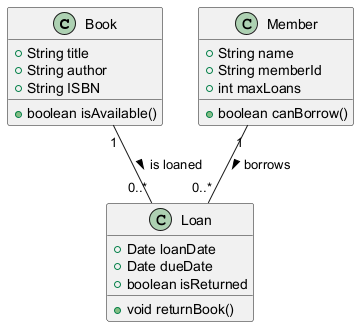 C Book
String title
String author
String ISBN
boolean isAvailable()
C Member
String name
String memberId
int maxLoans
boolean canBorrow()
1
1
is loaned
borrows
0..*
0..*
C Loan
Date loanDate
Date dueDate
boolean isReturned
void returnBook()